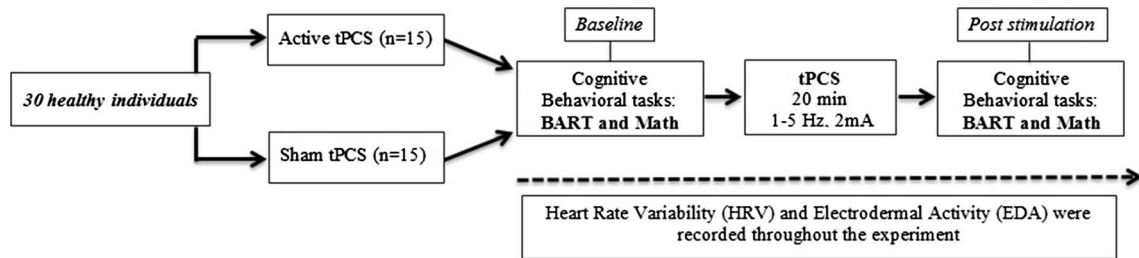 30 healthy individuals
Active tPCS (n=15)
Sham tPCS (n=15)
Baseline
Cognitive
Behavioral tasks:
BART and Math
tPCS
20 min
1-5 Hz, 2mA
Post stimulation
Cognitive
Behavioral tasks:
BART and Math
Heart Rate Variability (HRV) and Electrodermal Activity (EDA) were
recorded throughout the experiment